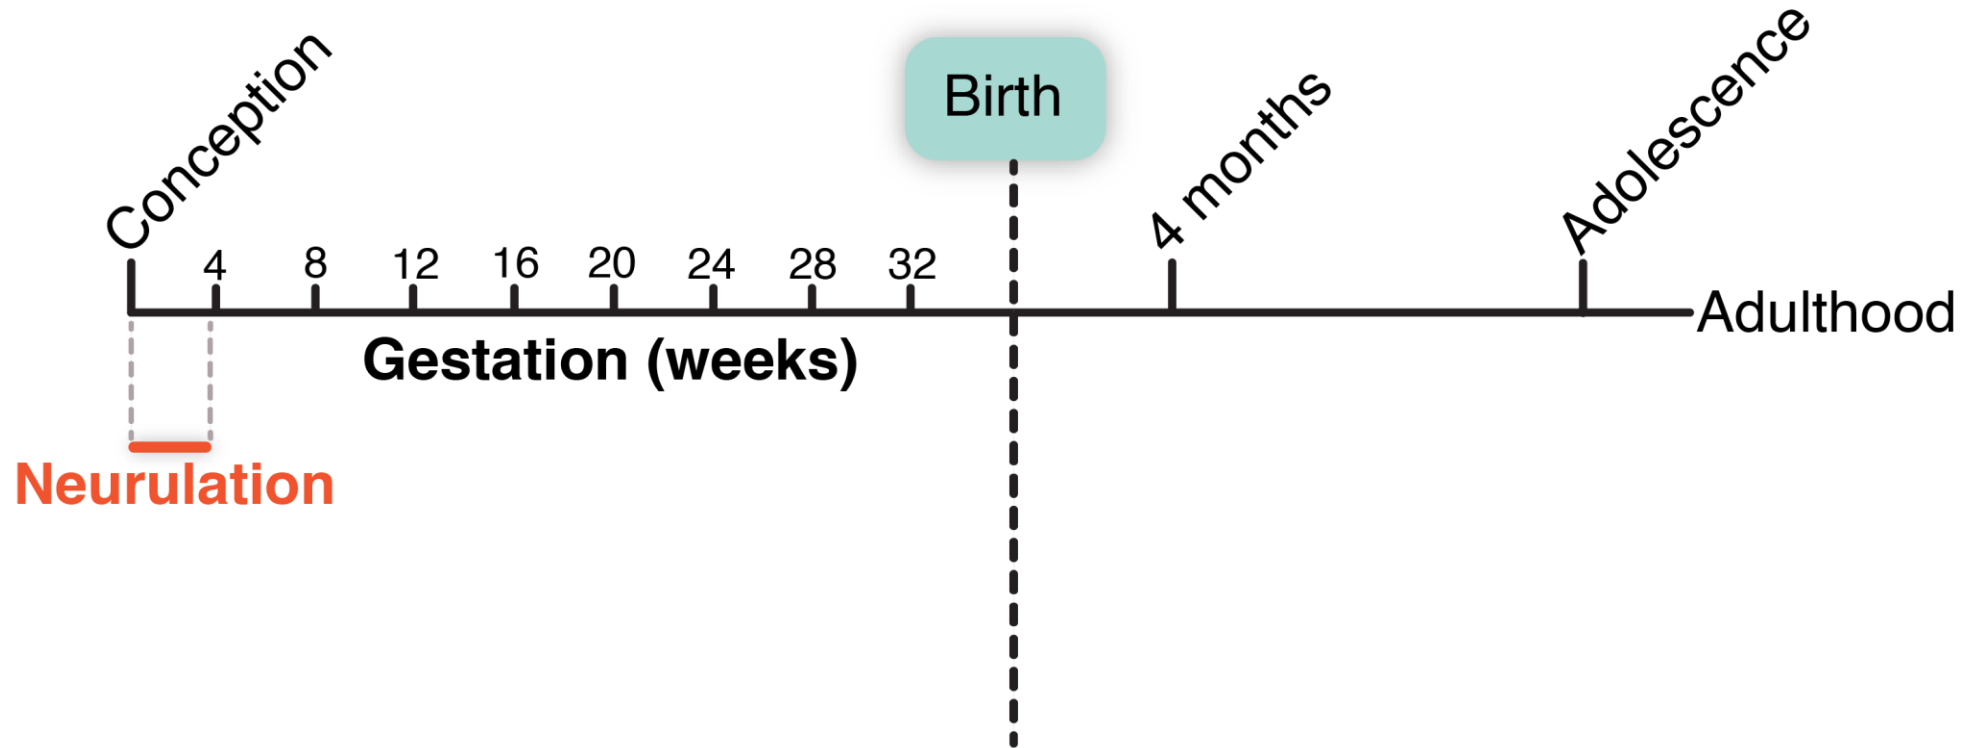 Conception
Birth
4 months
Adolescence
4 8 12 16 20 24 28 32
Adulthood
Gestation (weeks)
Neurulation